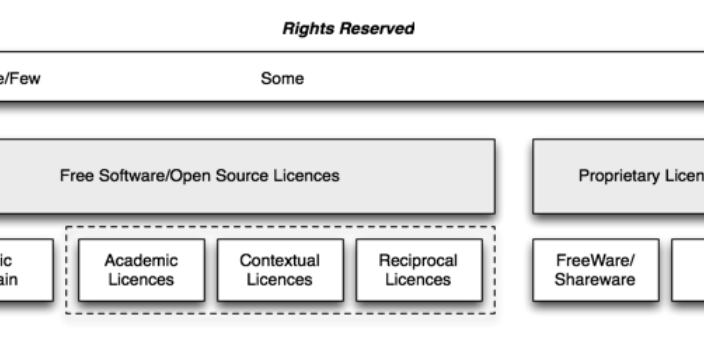 Rights Reserved
e/Few Some
Free Software/Open Source Licences Proprietary Licen
ic Academic Contextual Reciprocal FreeWare/
ain Licences Licences Licences Shareware